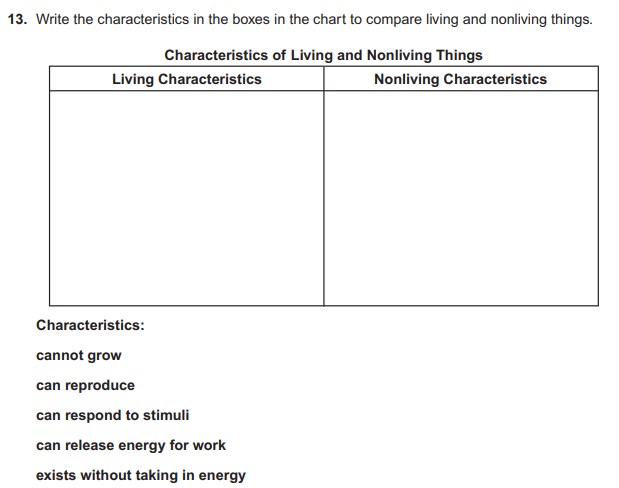 13. Write the characteristics in the boxes in the chart to compare living and nonliving things.
Characteristics of Living and Nonliving Things
Living Characteristics
Nonliving Characteristics
Characteristics:
cannot grow
can reproduce
can respond to stimuli
can release energy for work
exists without taking in energy